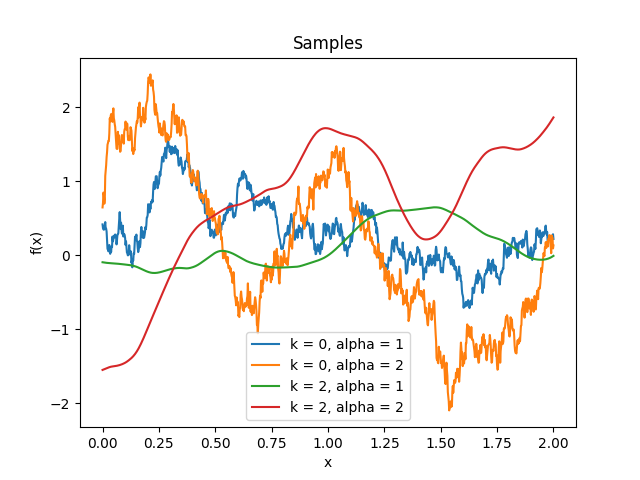 Samples
f(x)
2
1
0
−1
−2
k = 0, alpha = 1
k = 0, alpha = 2
k = 2, alpha = 1
k = 2, alpha = 2
0.00 0.25 0.50 0.75 1.00 1.25 1.50 1.75 2.00
x